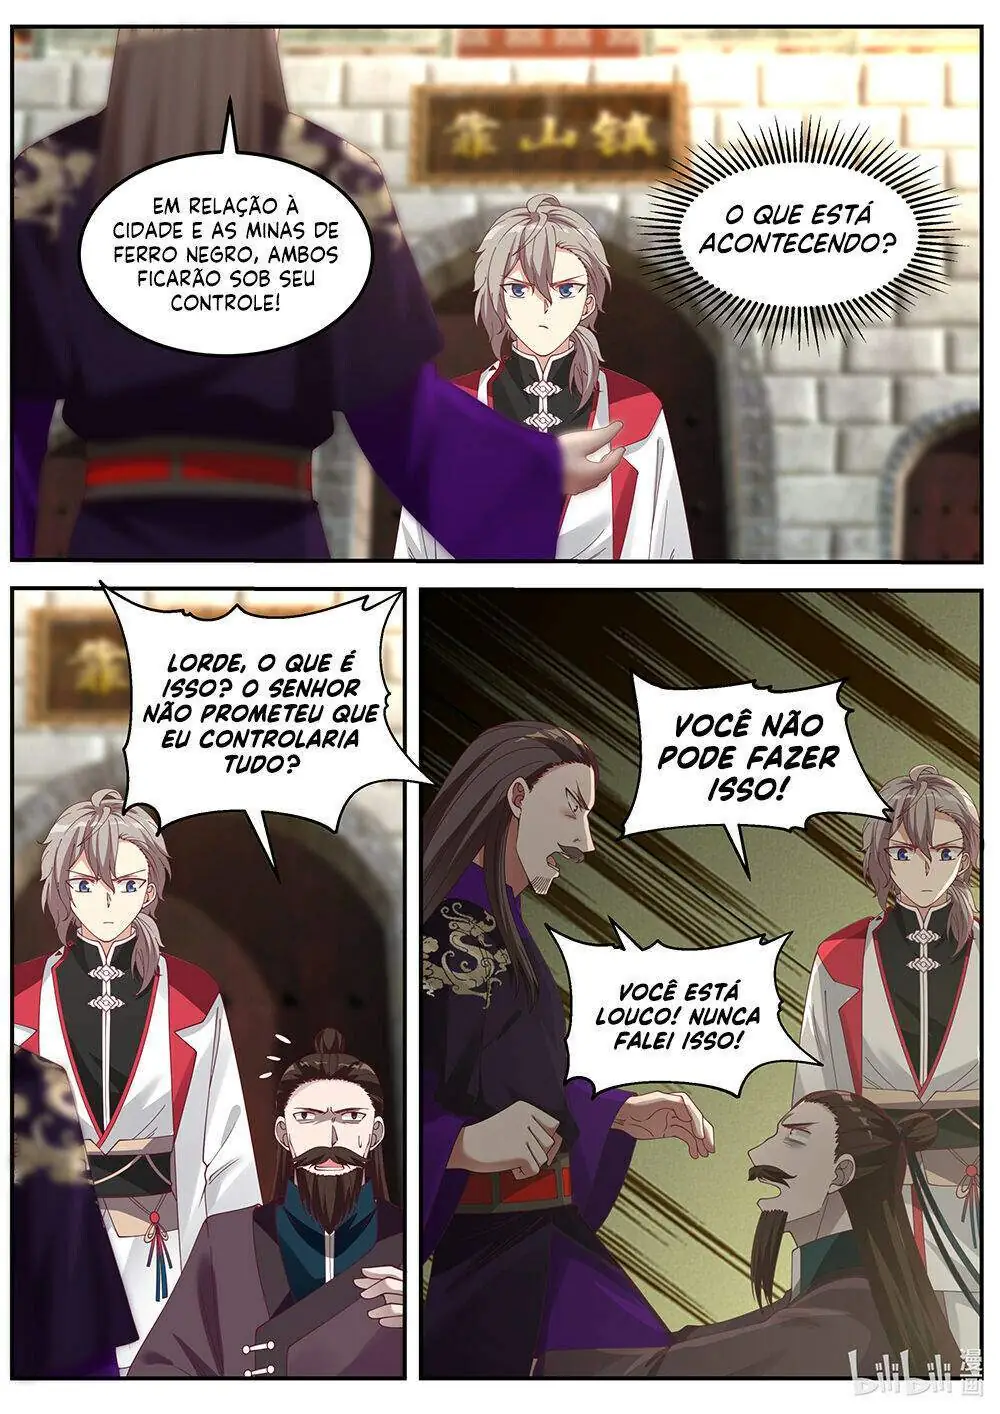 靠山镇
EM RELAÇÃO À
CIDADE E AS MINAS DE
FERRO NEGRO, AMBOS
FICARÃO SOB SEU
CONTROLE!
O QUE ESTÁ
ACONTECENDO?
靠
LORDE, O QUE É
ISSO? O SENHOR
NÃO PROMETEU QUE
EU CONTROLARIA
TUDO?
VOCÊ NÃO
PODE FAZER
ISSO!
VOCÊ ESTÁ
LOUCO! NUNCA
FALEI ISSO!
bilibili 漫画